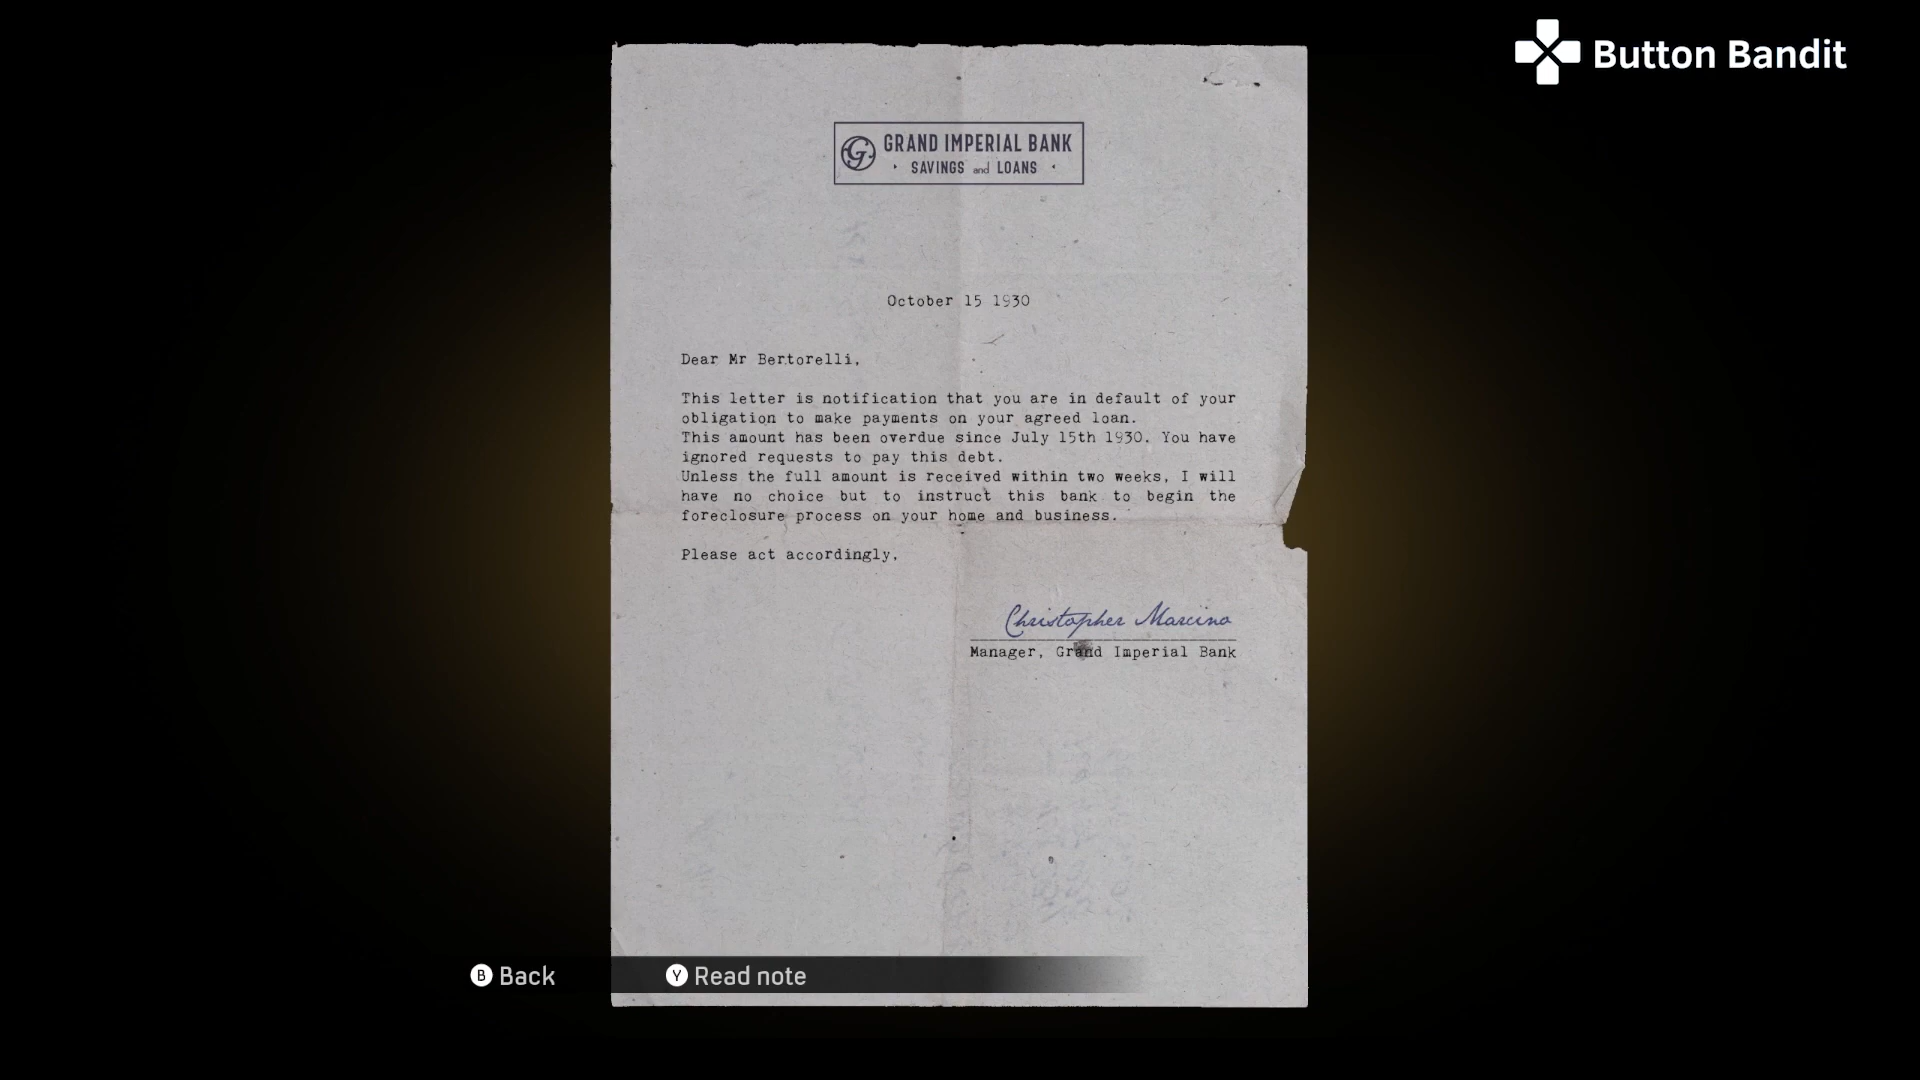 Button Bandit
G GRAND IMPERIAL BANK
· SAVINGS and LOANS ·
October 15 1930
Dear Mr Bertorelli,
This letter is notification that you are in default of your
obligation to make payments on your agreed loan.
This amount has been overdue since July 15th 1930. You have
ignored requests to pay this debt.
Unless the full amount is received within two weeks, I will
have no choice but to instruct this bank to begin the
foreclosure process on your home and business.
Please act accordingly,
Christopher Marcino
Manager, Grand Imperial Bank
B Back
Y Read note